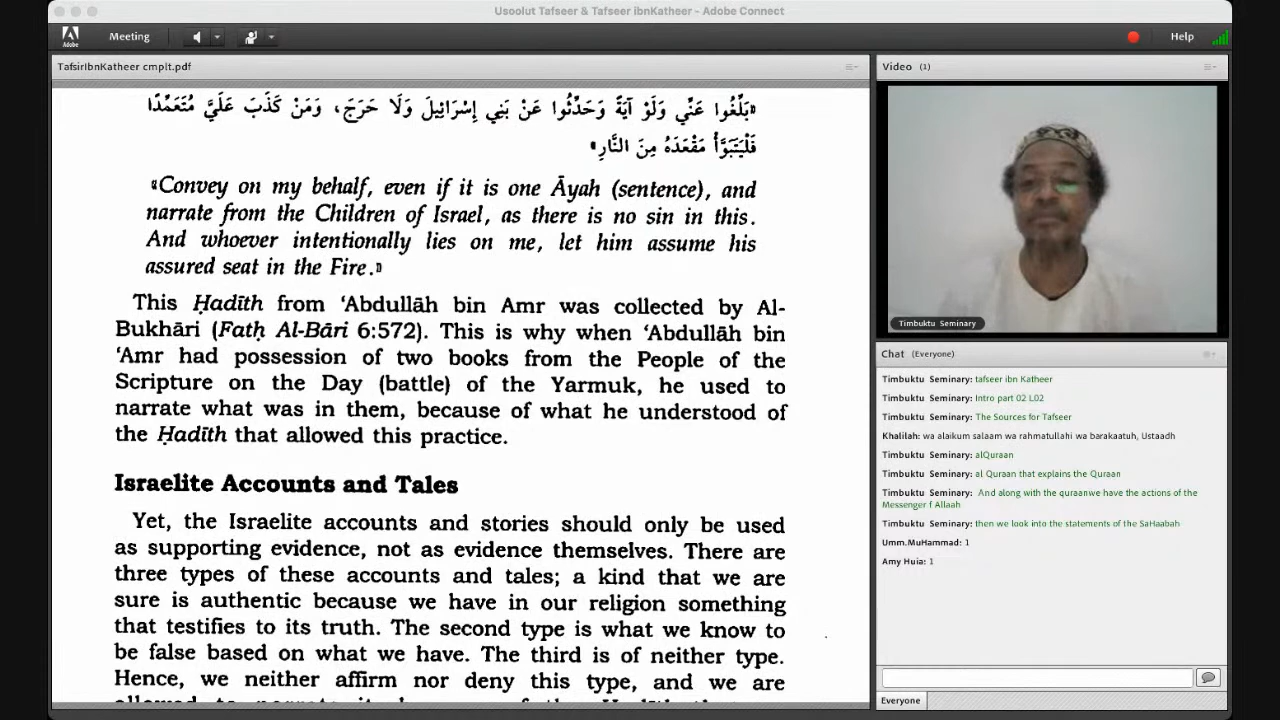 Usoolut Tafseer & Tafseer ibnKatheer - Adobe Connect
Adobe
Meeting
Help
TafsirIbnKatheer cmplt.pdf
«بَلِّغُوا عَنِّي وَلَوْ آيَةً وَحَدِّثُوا عَنْ بَنِي إِسْرَائِيلَ وَلَا حَرَجَ، وَمَنْ كَذَبَ عَلَيَّ مُتَعَمِّدًا
فَلْيَتَبَوَّأْ مَقْعَدَهُ مِنَ النَّارِ»
«Convey on my behalf, even if it is one Āyah (sentence), and
narrate from the Children of Israel, as there is no sin in this.
And whoever intentionally lies on me, let him assume his
assured seat in the Fire.»
This Ḥadīth from ‘Abdullāh bin Amr was collected by Al-
Bukhāri (Fatḥ Al-Bāri 6:572). This is why when ‘Abdullāh bin
‘Amr had possession of two books from the People of the
Scripture on the Day (battle) of the Yarmuk, he used to
narrate what was in them, because of what he understood of
the Ḥadīth that allowed this practice.
Israelite Accounts and Tales
Yet, the Israelite accounts and stories should only be used
as supporting evidence, not as evidence themselves. There are
three types of these accounts and tales; a kind that we are
sure is authentic because we have in our religion something
that testifies to its truth. The second type is what we know to
be false based on what we have. The third is of neither type.
Hence, we neither affirm nor deny this type, and we are
Video (1)
Timbuktu Seminary
Chat (Everyone)
Timbuktu Seminary: tafseer ibn Katheer
Timbuktu Seminary: Intro part 02 L02
Timbuktu Seminary: The Sources for Tafseer
Khalilah: wa alaikum salaam wa rahmatullahi wa barakaatuh, Ustaadh
Timbuktu Seminary: alQuraan
Timbuktu Seminary: al Quraan that explains the Quraan
Timbuktu Seminary: And along with the quraanwe have the actions of the
Messenger f Allaah
Timbuktu Seminary: then we look into the statements of the SaHaabah
Umm.MuHammad: 1
Amy Huia: 1
Everyone